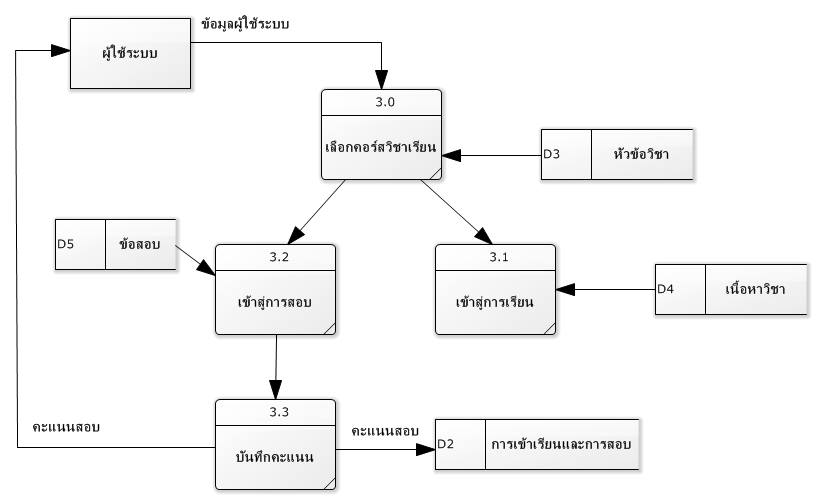 ข้อมูลผู้ใช้ระบบ
ผู้ใช้ระบบ
3.0
เลือกคอร์สวิชาเรียน
D3 หัวข้อวิชา
D5 ข้อสอบ
3.2
เข้าสู่การสอบ
3.1
เข้าสู่การเรียน
D4 เนื้อหาวิชา
3.3
บันทึกคะแนน
คะแนนสอบ
คะแนนสอบ
D2 การเข้าเรียนและการสอบ